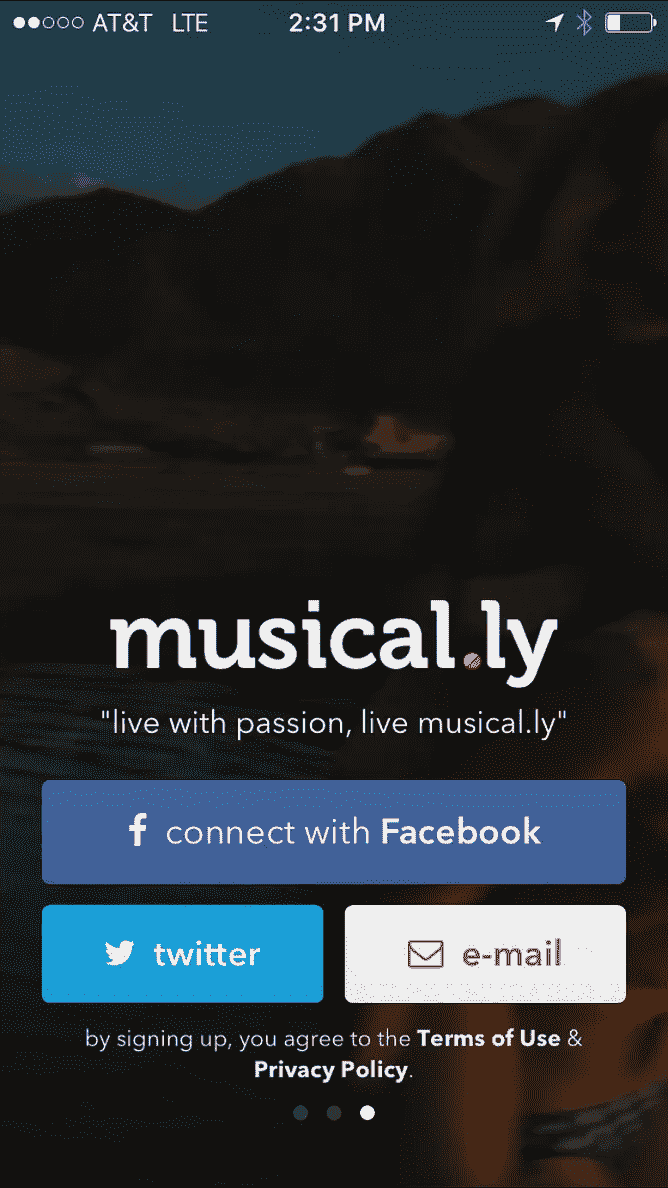 AT&T LTE 2:31 PM
musical.ly
"live with passion, live musical.ly"
f connect with Facebook
twitter e-mail
by signing up, you agree to the Terms of Use &
Privacy Policy.